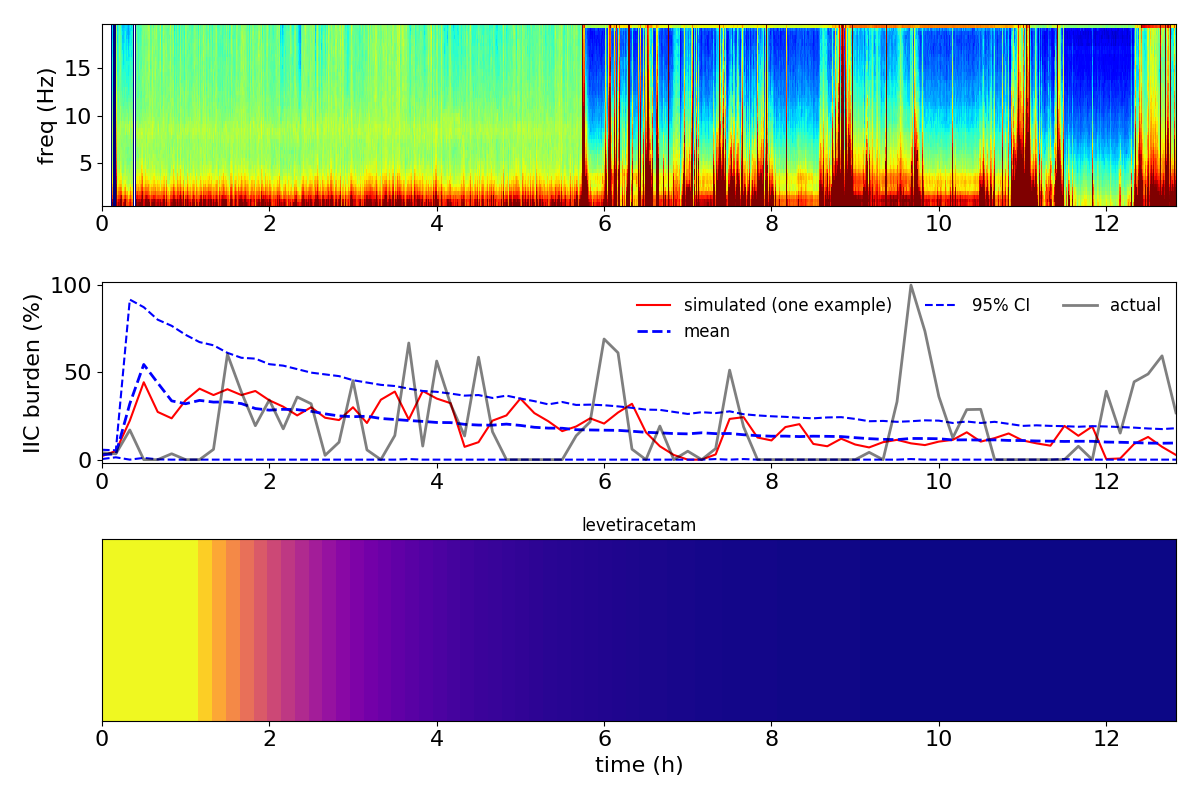 freq (Hz)
15
10
5
0 2 4 6 8 10 12
IIC burden (%)
100
50
0
simulated (one example)
mean
95% CI
actual
0 2 4 6 8 10 12
levetiracetam
0 2 4 6 8 10 12
time (h)